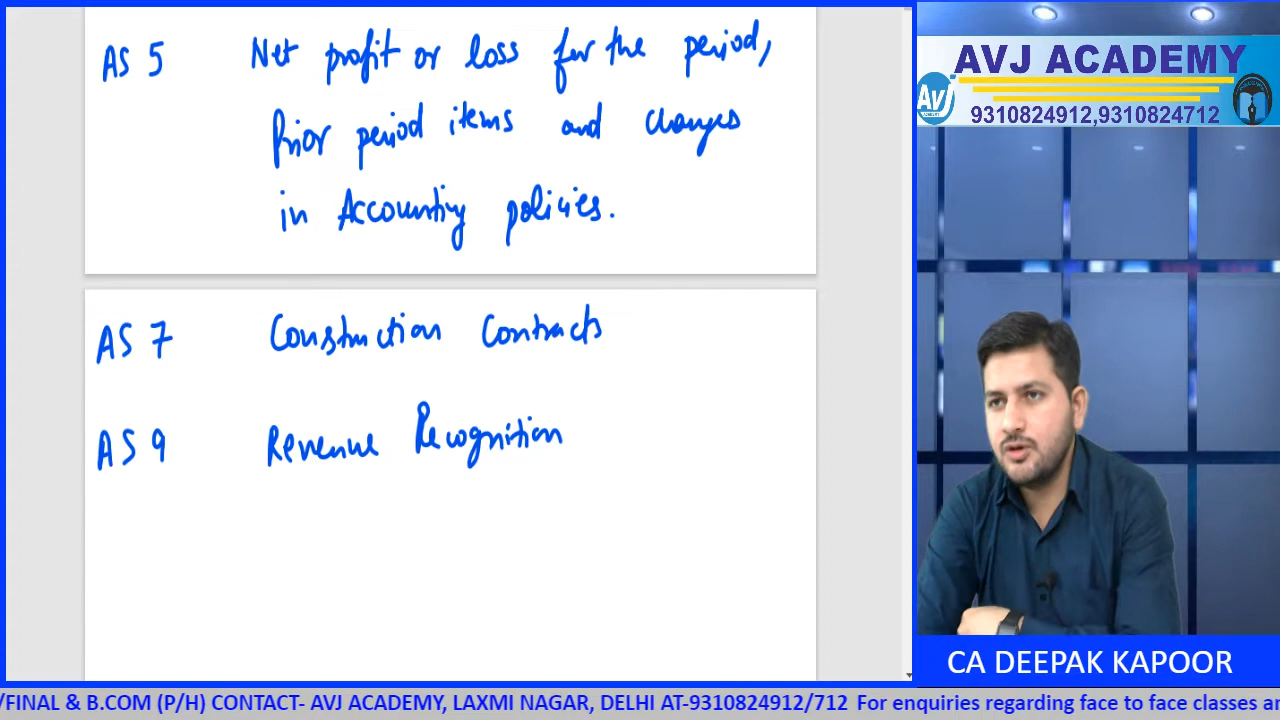 AS 5 Net profit or loss for the period,
Prior period items and changes
in Accounting policies.
AS 7 Construction Contracts
AS 9 Revenue Recognition
AVJ ACADEMY
AVJ
9310824912,9310824712
CA DEEPAK KAPOOR
/FINAL & B.COM (P/H) CONTACT- AVJ ACADEMY, LAXMI NAGAR, DELHI AT-9310824912/712 For enquiries regarding face to face classes a